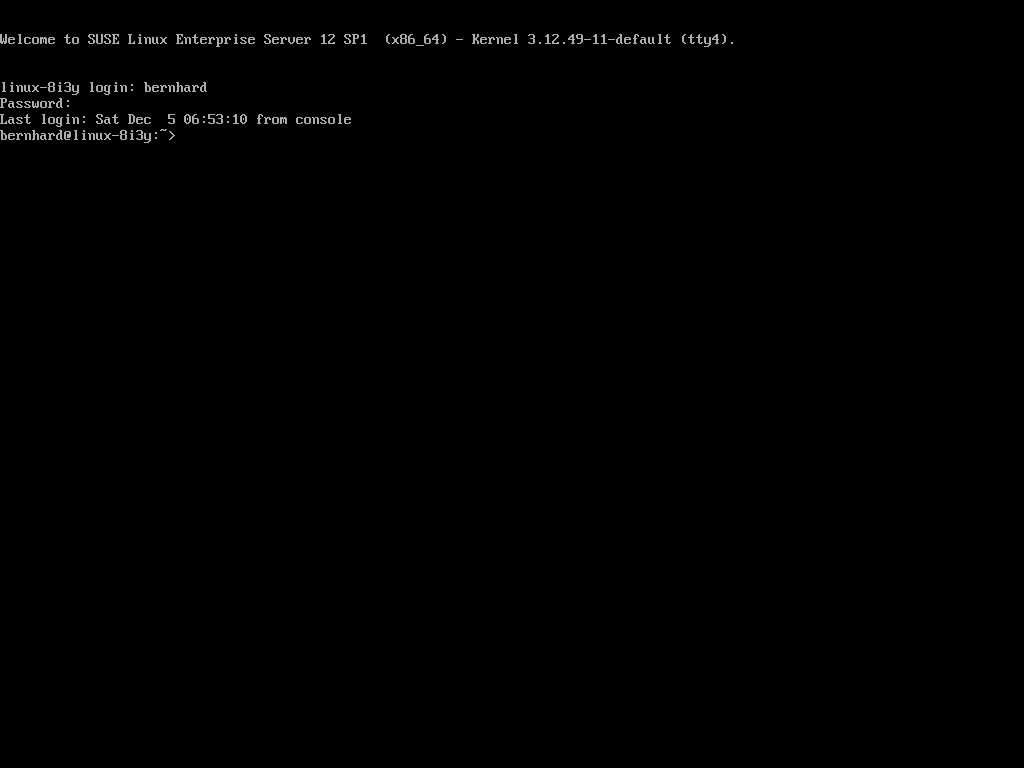 Welcome to SUSE Linux Enterprise Server 12 SP1  (x86_64) - Kernel 3.12.49-11-default (tty4).
linux-8i3y login: bernhard
Password:
Last login: Sat Dec  5 06:53:10 from console
bernhard@linux-8i3y:~>